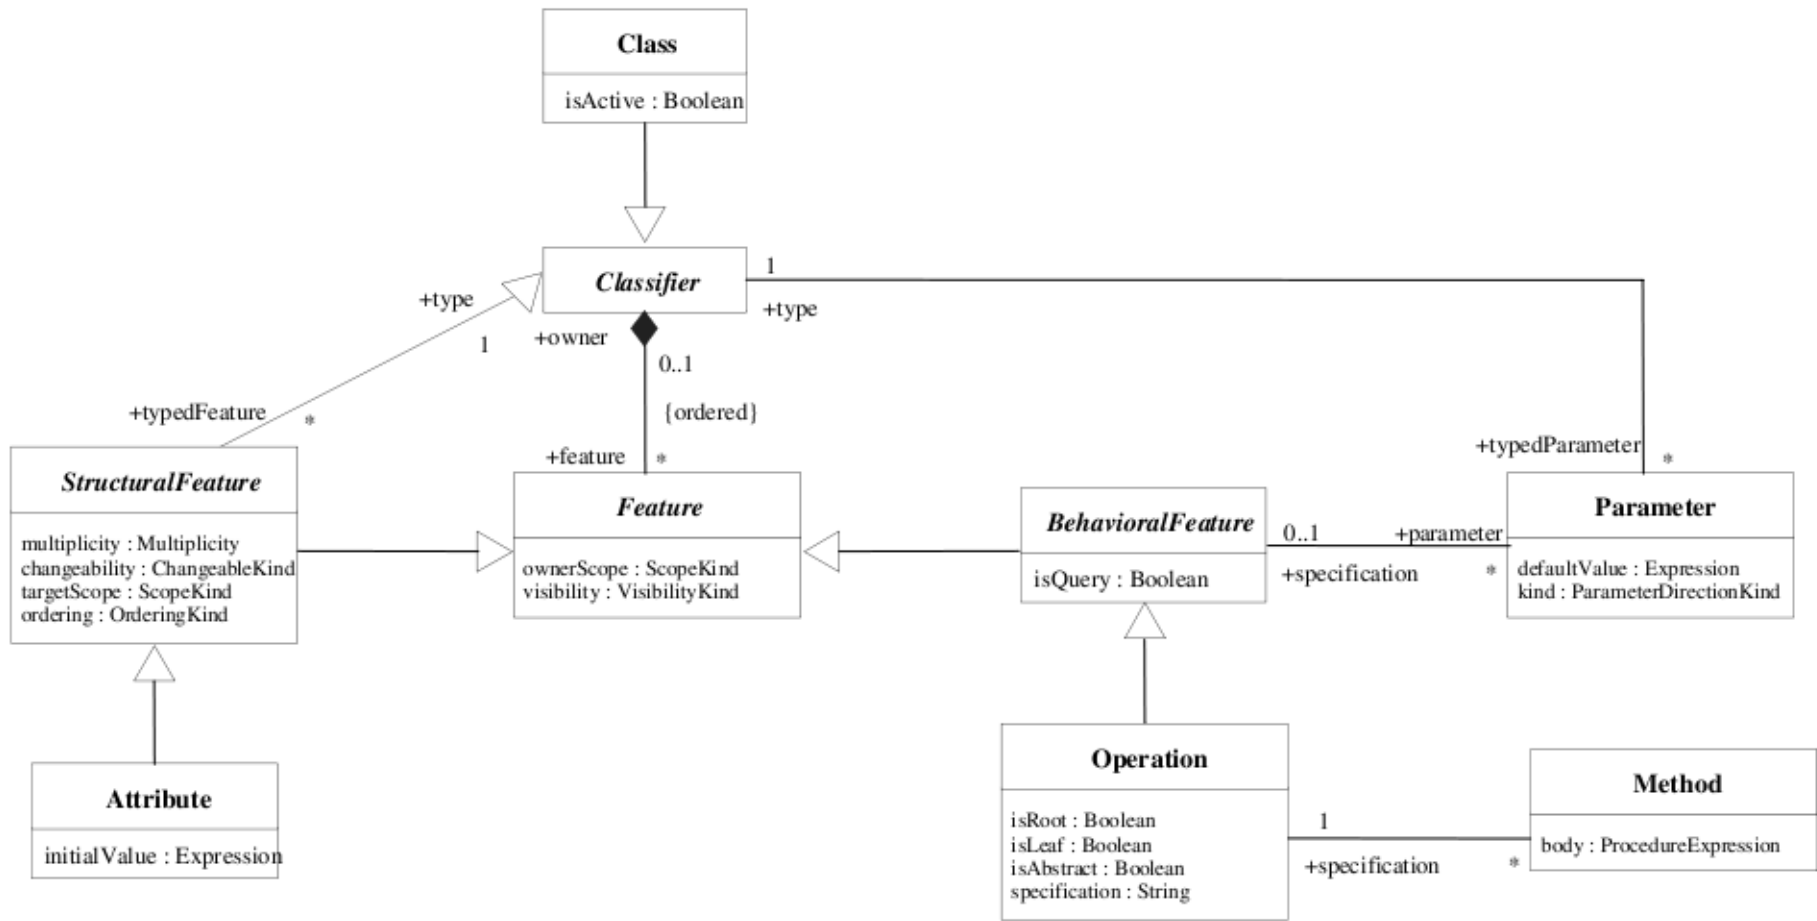 Class
isActive : Boolean
Classifier
1
+type
+type
+owner
1
0..1
{ordered}
+typedFeature
*
+feature
*
+typedParameter
*
StructuralFeature
multiplicity : Multiplicity
changeability : ChangeableKind
targetScope : ScopeKind
ordering : OrderingKind
Feature
ownerScope : ScopeKind
visibility : VisibilityKind
BehavioralFeature
isQuery : Boolean
0..1
+parameter
+specification
*
Parameter
defaultValue : Expression
kind : ParameterDirectionKind
Attribute
initialValue : Expression
Operation
isRoot : Boolean
isLeaf : Boolean
isAbstract : Boolean
specification : String
1
+specification
*
Method
body : ProcedureExpression